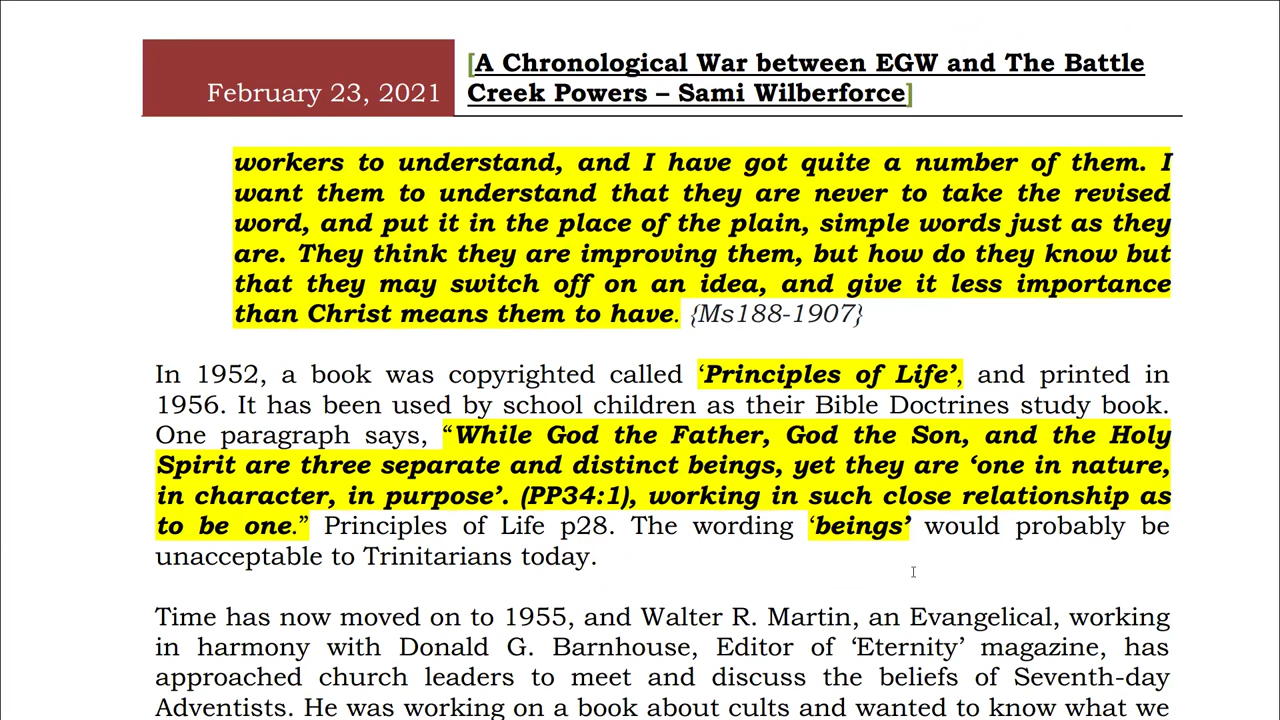 February 23, 2021
[A Chronological War between EGW and The Battle
Creek Powers – Sami Wilberforce]
workers to understand, and I have got quite a number of them. I
want them to understand that they are never to take the revised
word, and put it in the place of the plain, simple words just as they
are. They think they are improving them, but how do they know but
that they may switch off on an idea, and give it less importance
than Christ means them to have. {Ms188-1907}
In 1952, a book was copyrighted called ‘Principles of Life’, and printed in
1956. It has been used by school children as their Bible Doctrines study book.
One paragraph says, “While God the Father, God the Son, and the Holy
Spirit are three separate and distinct beings, yet they are ‘one in nature,
in character, in purpose’. (PP34:1), working in such close relationship as
to be one.” Principles of Life p28. The wording ‘beings’ would probably be
unacceptable to Trinitarians today.
Time has now moved on to 1955, and Walter R. Martin, an Evangelical, working
in harmony with Donald G. Barnhouse, Editor of ‘Eternity’ magazine, has
approached church leaders to meet and discuss the beliefs of Seventh-day
Adventists. He was working on a book about cults and wanted to know what we